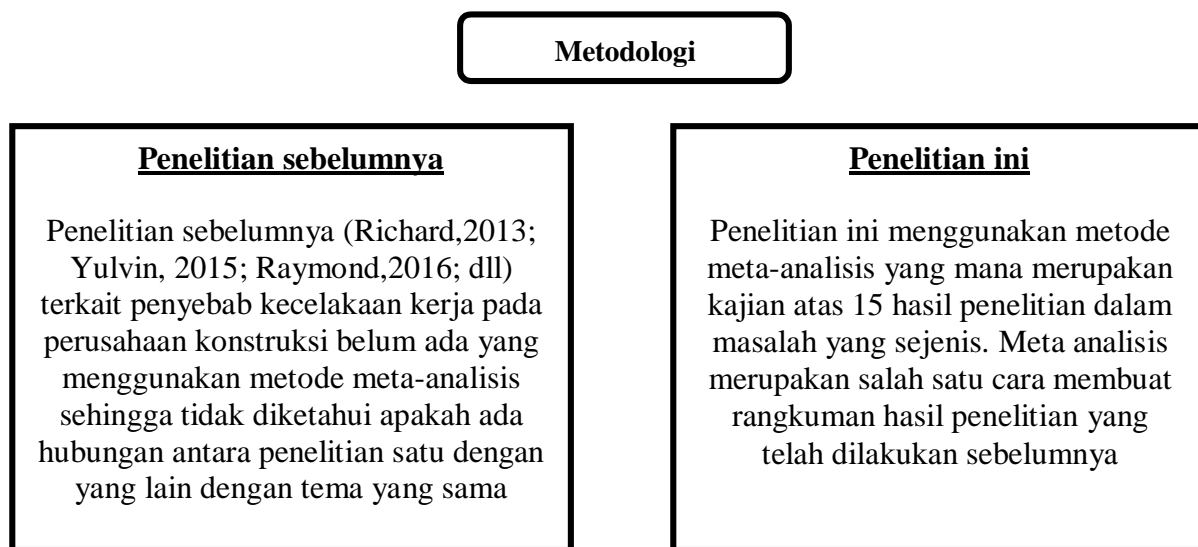 Metodologi
Penelitian sebelumnya
Penelitian sebelumnya (Richard,2013;
Yulvin, 2015; Raymond,2016; dll)
terkait penyebab kecelakaan kerja pada
perusahaan konstruksi belum ada yang
menggunakan metode meta-analisis
sehingga tidak diketahui apakah ada
hubungan antara penelitian satu dengan
yang lain dengan tema yang sama
Penelitian ini
Penelitian ini menggunakan metode
meta-analisis yang mana merupakan
kajian atas 15 hasil penelitian dalam
masalah yang sejenis. Meta analisis
merupakan salah satu cara membuat
rangkuman hasil penelitian yang
telah dilakukan sebelumnya